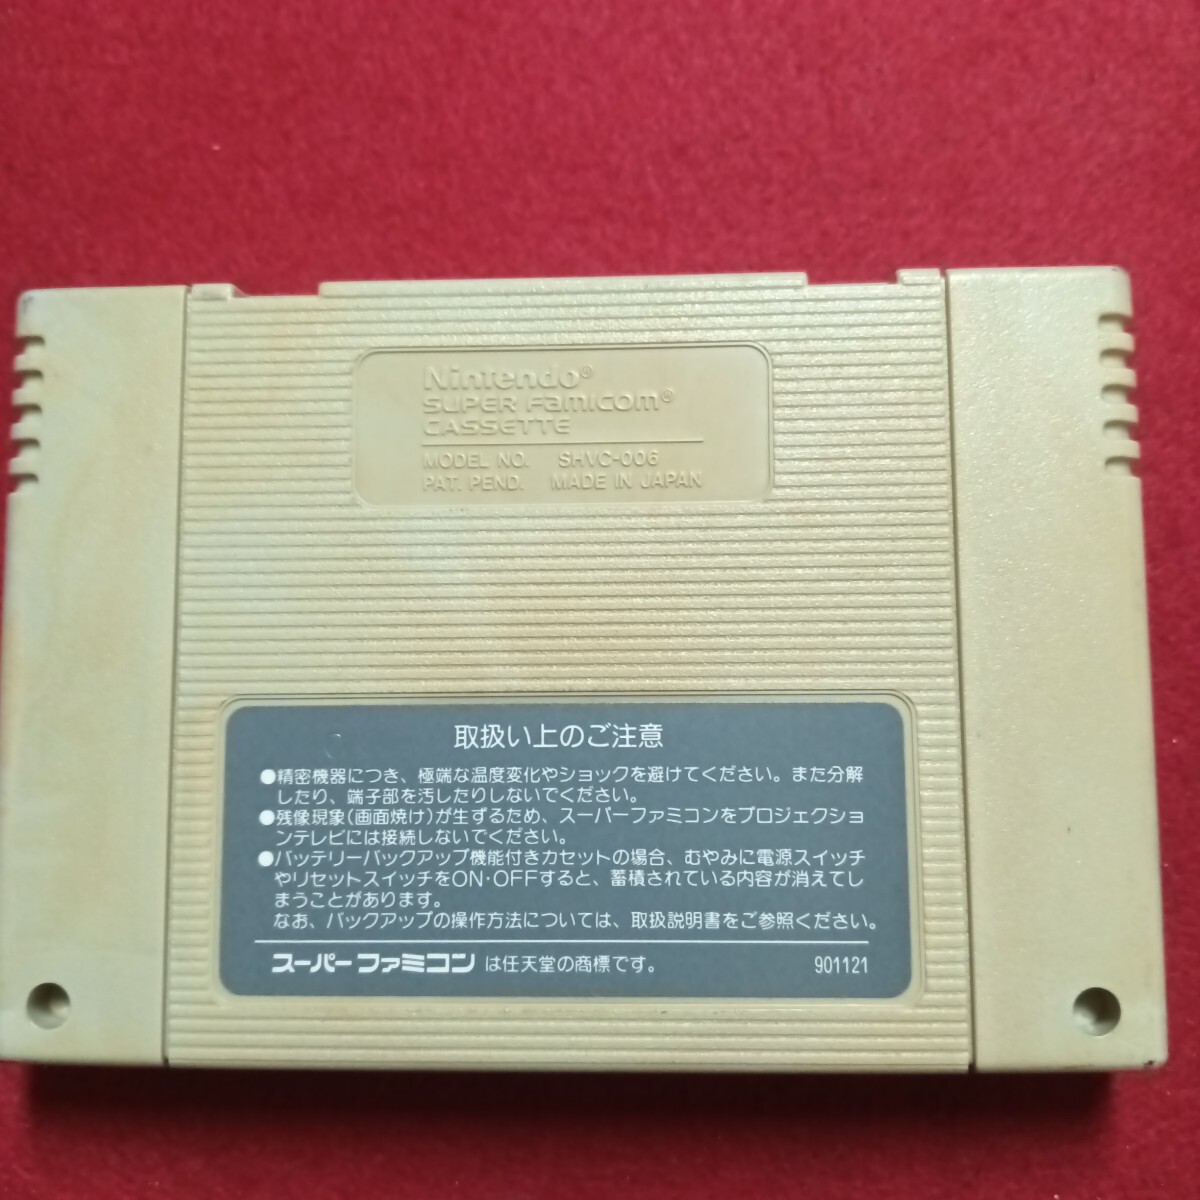 Nintendo®
SUPER Famicom®
CASSETTE
MODEL NO. SHVC-006
PAT. PEND. MADE IN JAPAN
取扱い上のご注意
●精密機器につき、極端な温度変化やショックを避けてください。また分解
したり、端子部を汚したりしないでください。
●残像現象(画面焼け)が生ずるため、スーパーファミコンをプロジェクショ
ンテレビには接続しないでください。
●バッテリーバックアップ機能付きカセットの場合、むやみに電源スイッチ
やリセットスイッチをON・OFFすると、蓄積されている内容が消えてし
まうことがあります。
なお、バックアップの操作方法については、取扱説明書をご参照ください。
スーパーファミコン は任天堂の商標です。 901121